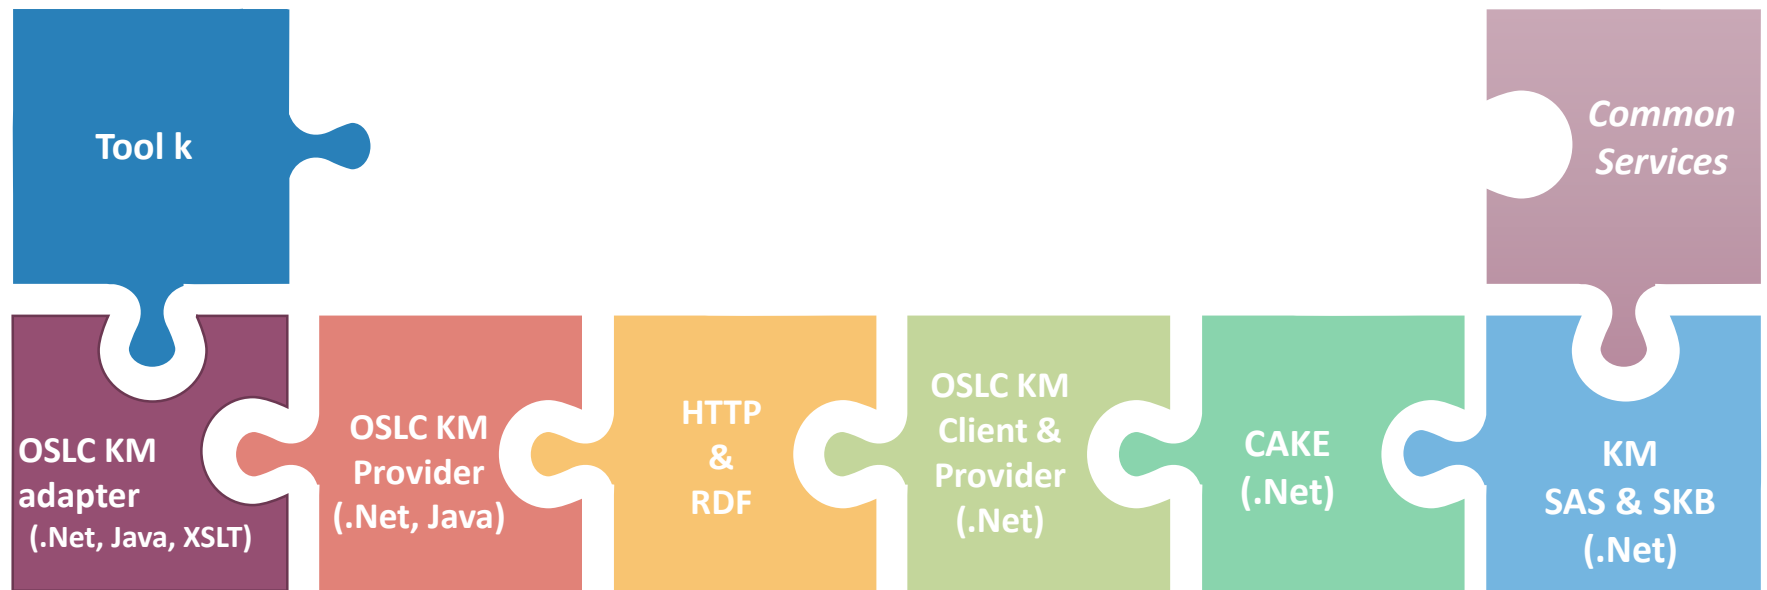 Tool k
Common
Services
OSLC KM
adapter
(.Net, Java, XSLT)
OSLC KM
Provider
(.Net, Java)
HTTP
&
RDF
OSLC KM
Client &
Provider
(.Net)
CAKE
(.Net)
KM
SAS & SKB
(.Net)